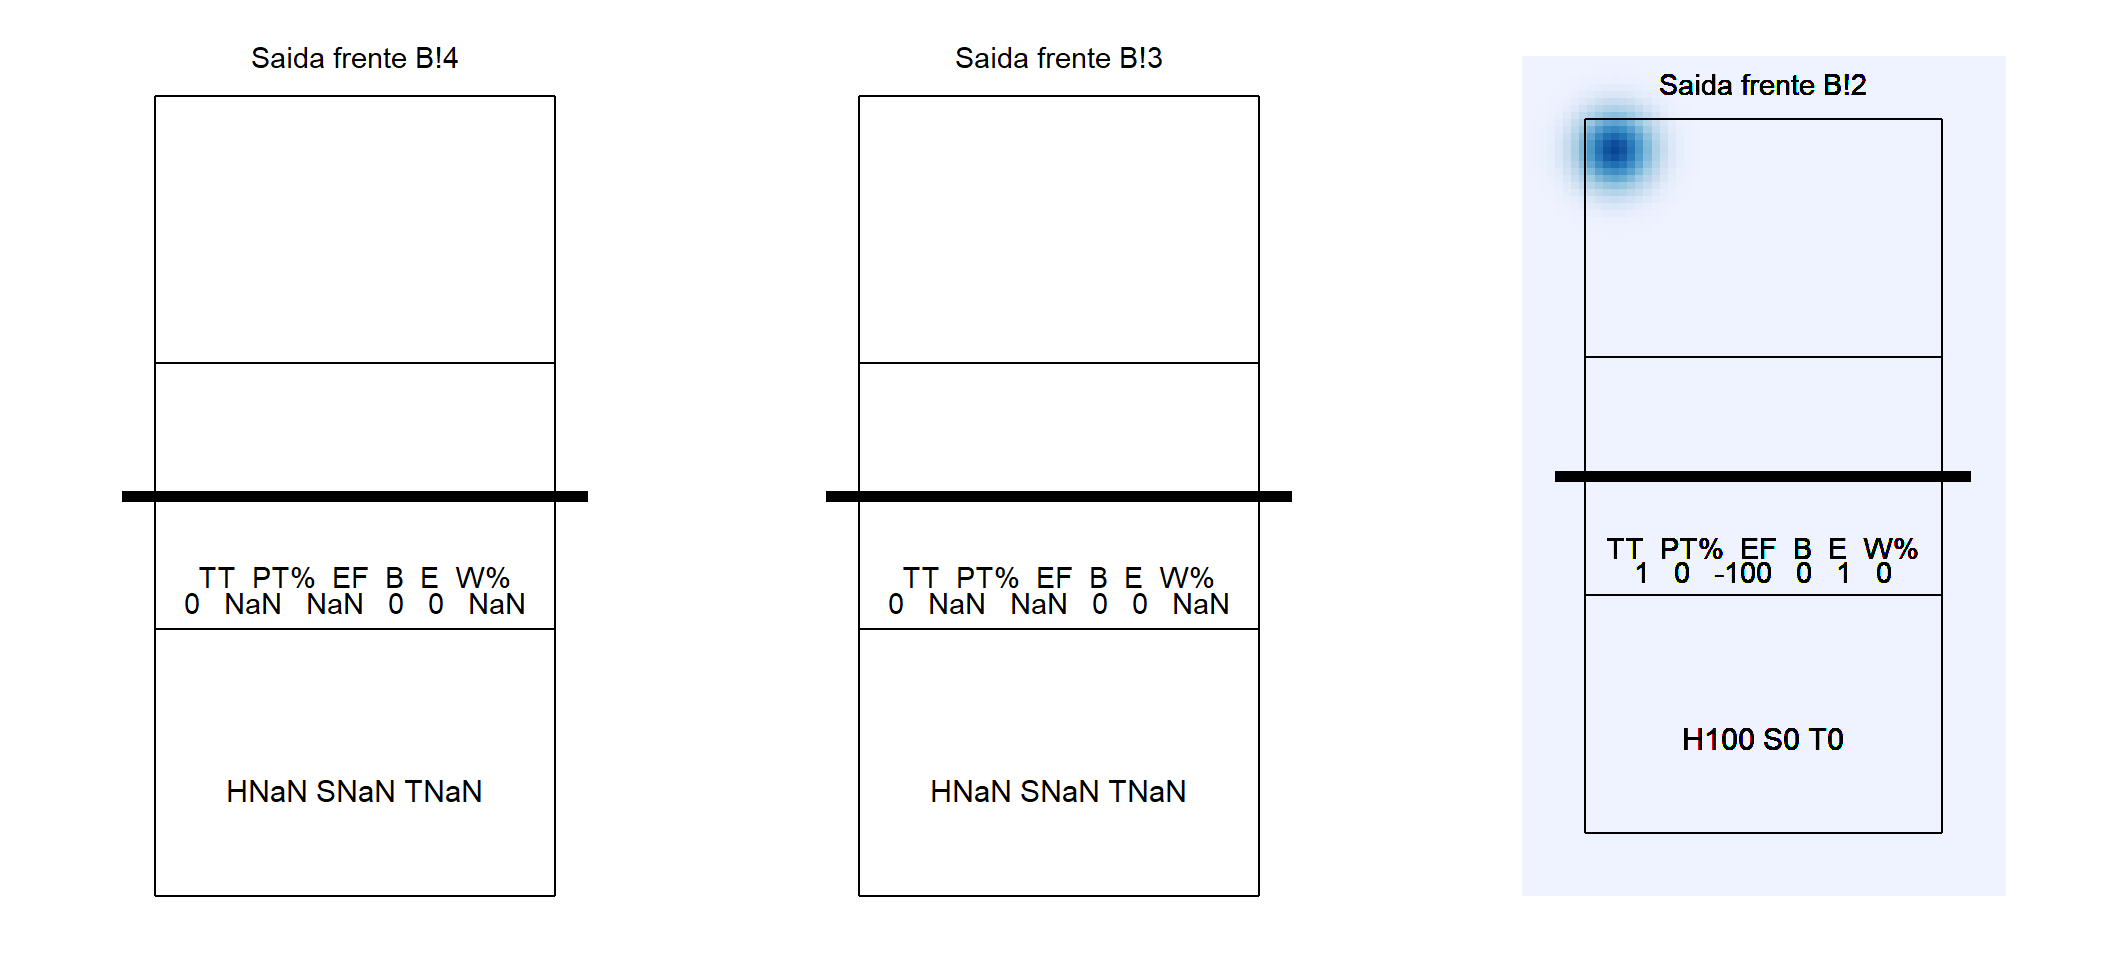 Saida frente B!4
TT PT% EF B E W%
0 NaN NaN 0 0 NaN
HNaN SNaN TNaN
Saida frente B!3
TT PT% EF B E W%
0 NaN NaN 0 0 NaN
HNaN SNaN TNaN
Saida frente B!2
TT PT% EF B E W%
1 0 -100 0 1 0
H100 S0 T0